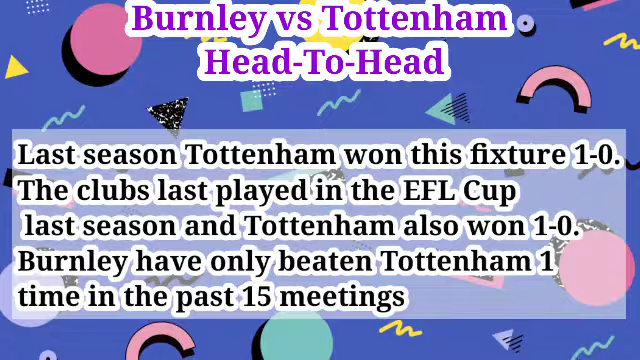 Burnley vs Tottenham
Head-To-Head
Last season Tottenham won this fixture 1-0.
The clubs last played in the EFL Cup
last season and Tottenham also won 1-0.
Burnley have only beaten Tottenham 1
time in the past 15 meetings